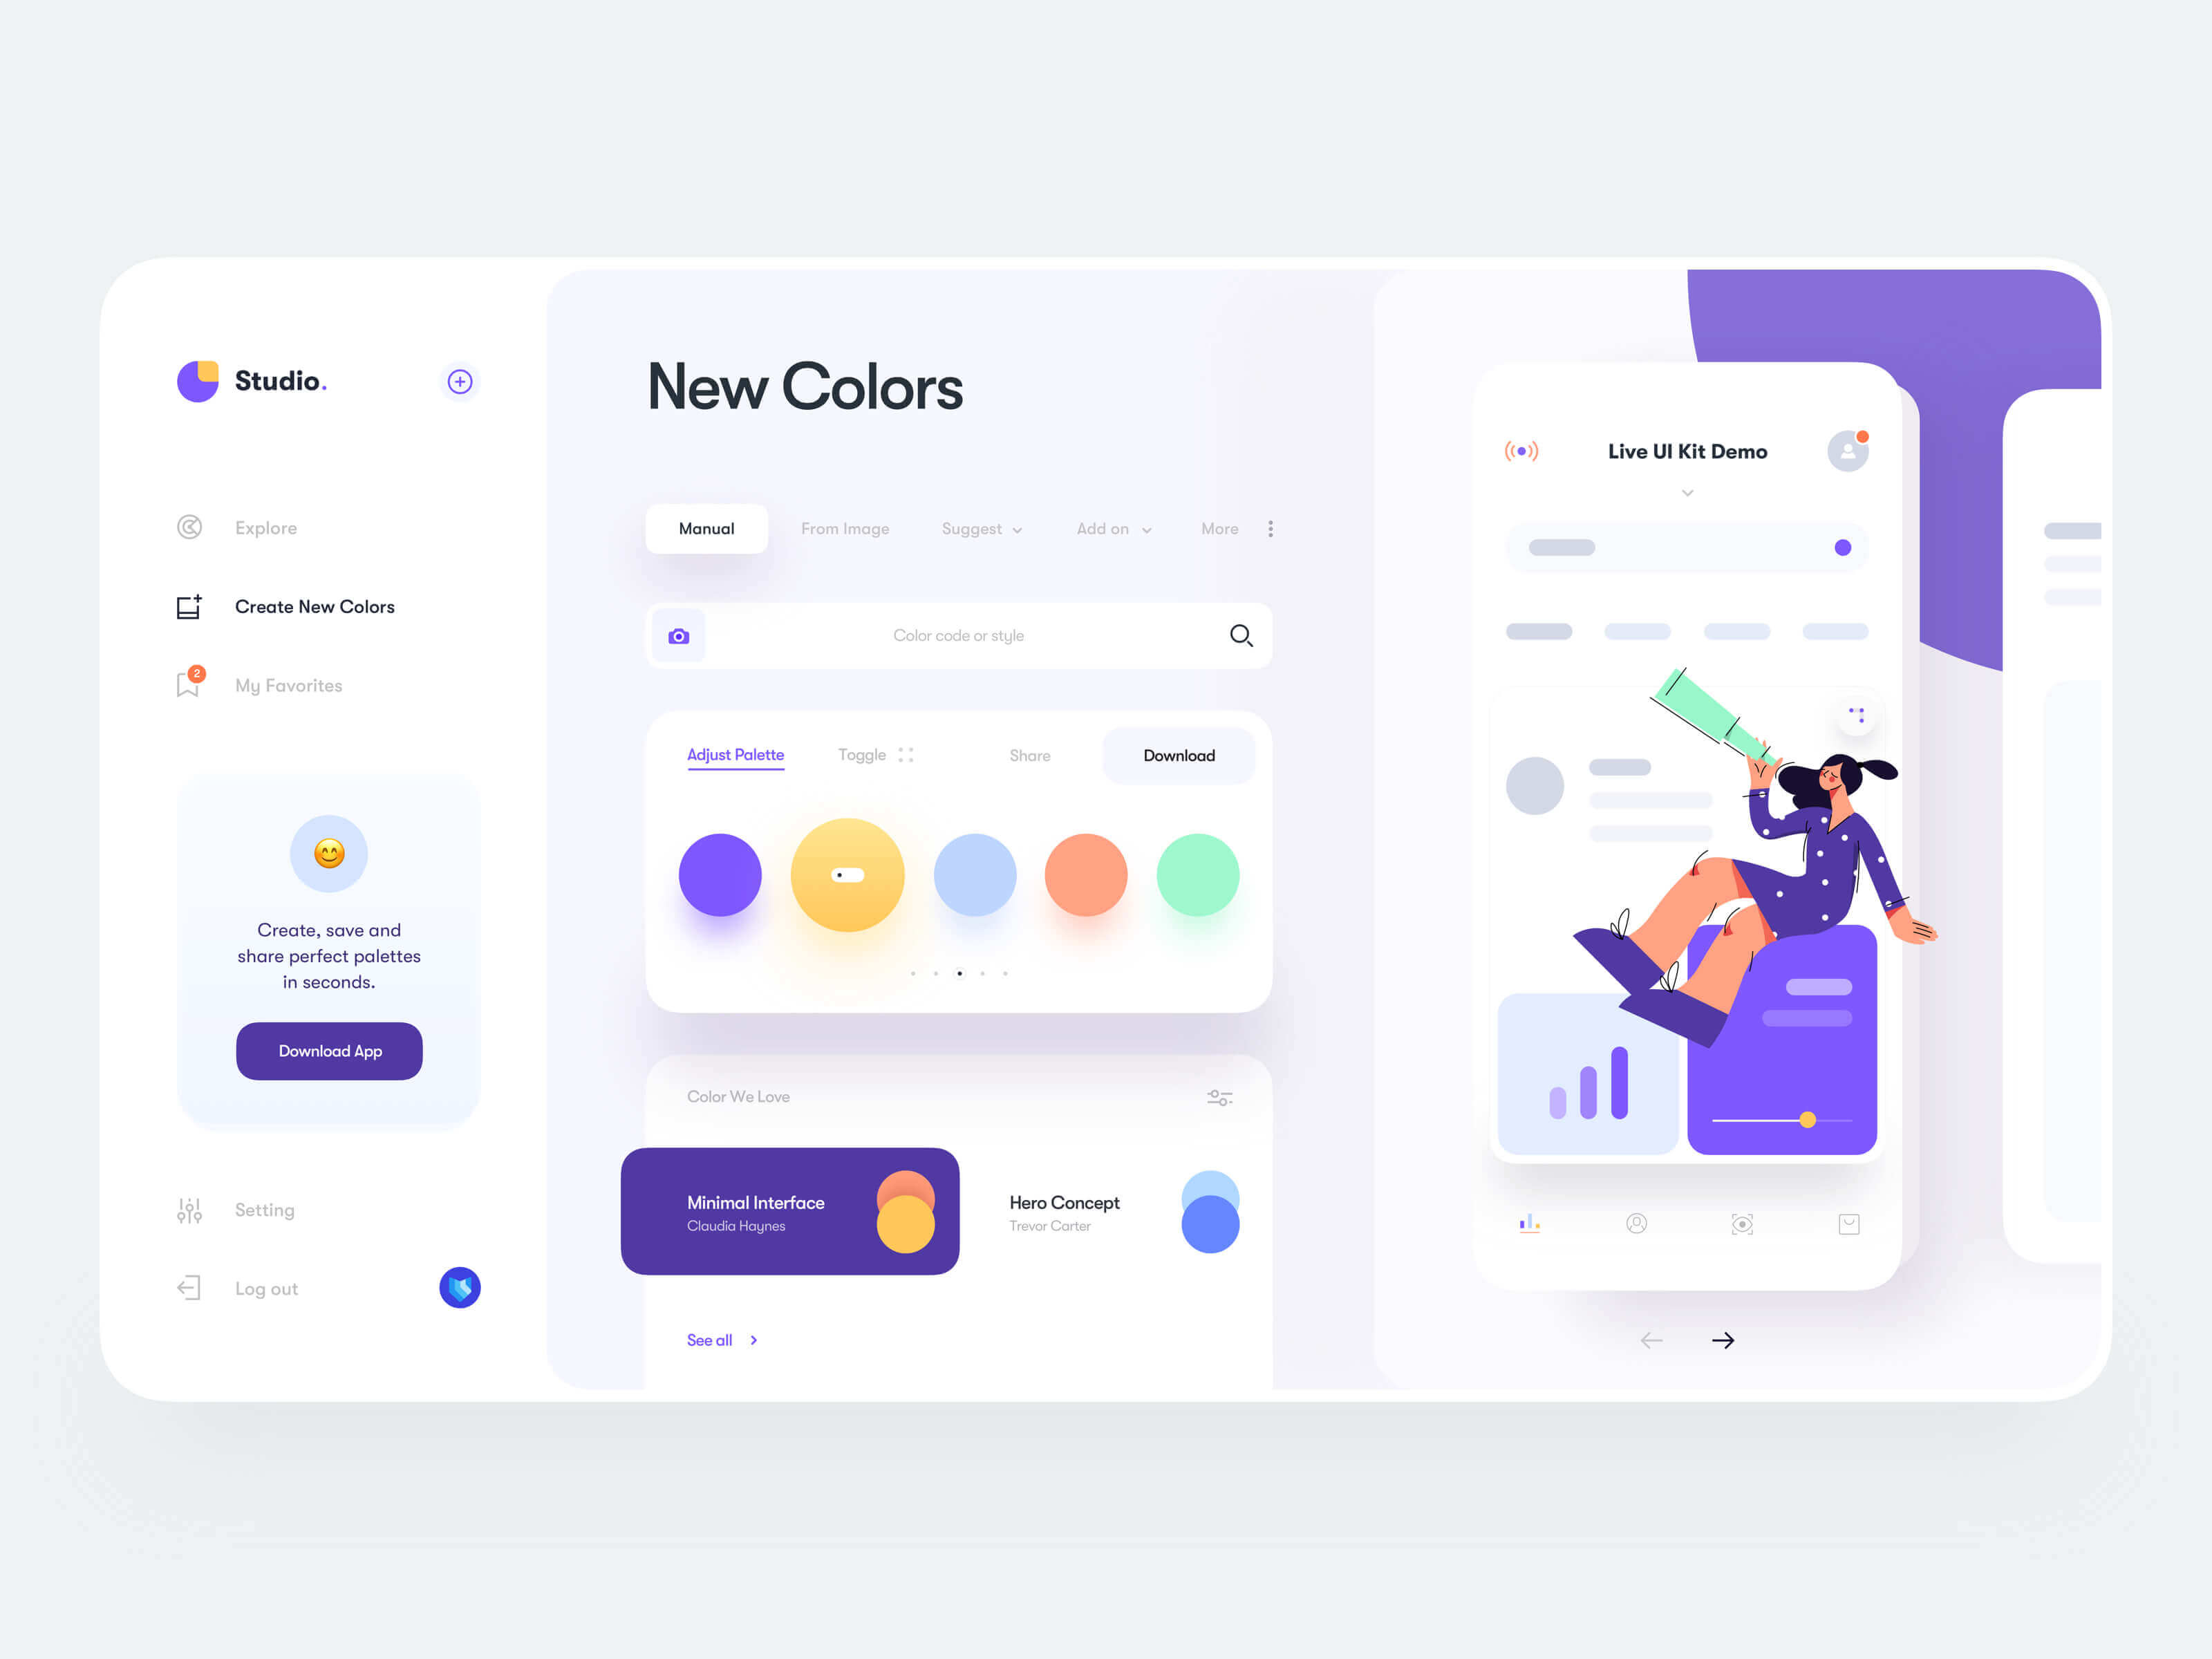 Studio.
Explore
Create New Colors
2
My Favorites
Create, save and
share perfect palettes
in seconds.
Download App
Setting
Log out
New Colors
Manual From Image Suggest Add on More
Color code or style
Adjust Palette Toggle Share Download
Color We Love
Minimal Interface
Claudia Haynes
Hero Concept
Trevor Carter
See all
Live UI Kit Demo